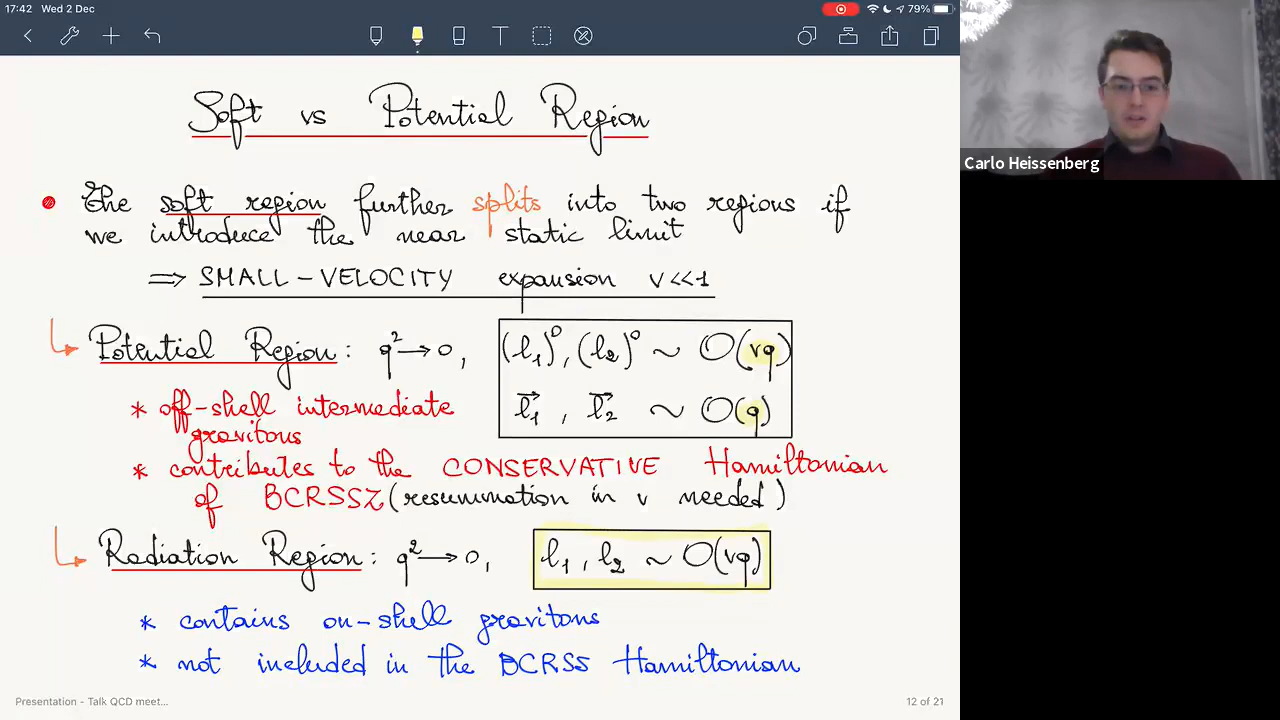 17:42 Wed 2 Dec
79%
Soft vs Potential Region
The soft region further splits into two regions if
we introduce the near static limit
⇒ SMALL-VELOCITY expansion v<<1
Potential Region: q²→0, (l₁)⁰, (l₂)⁰ ~ O(vq)
l⃗₁, l⃗₂ ~ O(q)
* off-shell intermediate
gravitons
* contributes to the CONSERVATIVE Hamiltonian
of BCRSSZ (resummation in v needed)
Radiation Region: q²→0, l₁, l₂ ~ O(vq)
* contains on-shell gravitons
* not included in the BCRSS Hamiltonian
Presentation - Talk QCD meet...
12 of 21
Carlo Heissenberg